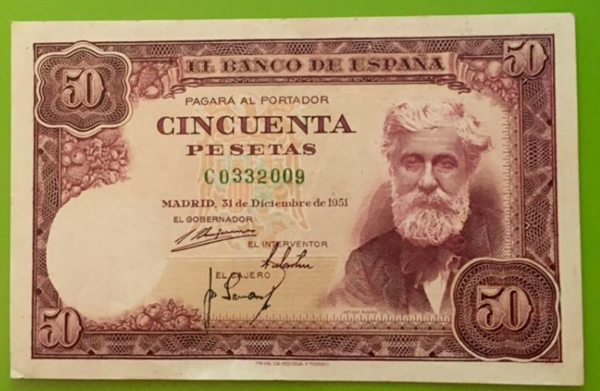 50
50
EL BANCO DE ESPAÑA
PAGARÁ AL PORTADOR
CINCUENTA
PESETAS
C0332009
MADRID, 31 de Diciembre de 1951
EL GOBERNADOR
EL INTERVENTOR
EL CAJERO
50
50